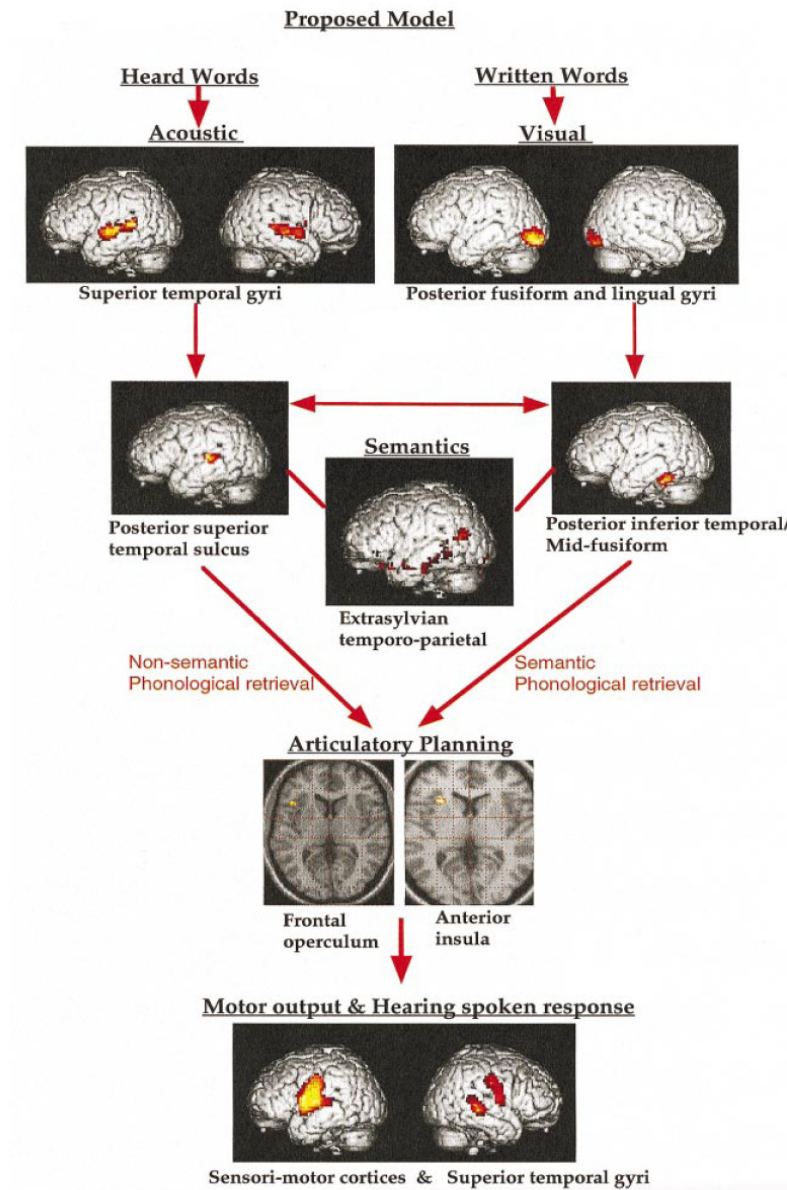 Proposed Model
Heard Words
Written Words
Acoustic
Visual
Superior temporal gyri
Posterior fusiform and lingual gyri
Semantics
Posterior superior
temporal sulcus
Posterior inferior temporal/
Mid-fusiform
Extrasylvian
temporo-parietal
Non-semantic
Phonological retrieval
Semantic
Phonological retrieval
Articulatory Planning
Frontal
operculum
Anterior
insula
Motor output & Hearing spoken response
Sensori-motor cortices & Superior temporal gyri